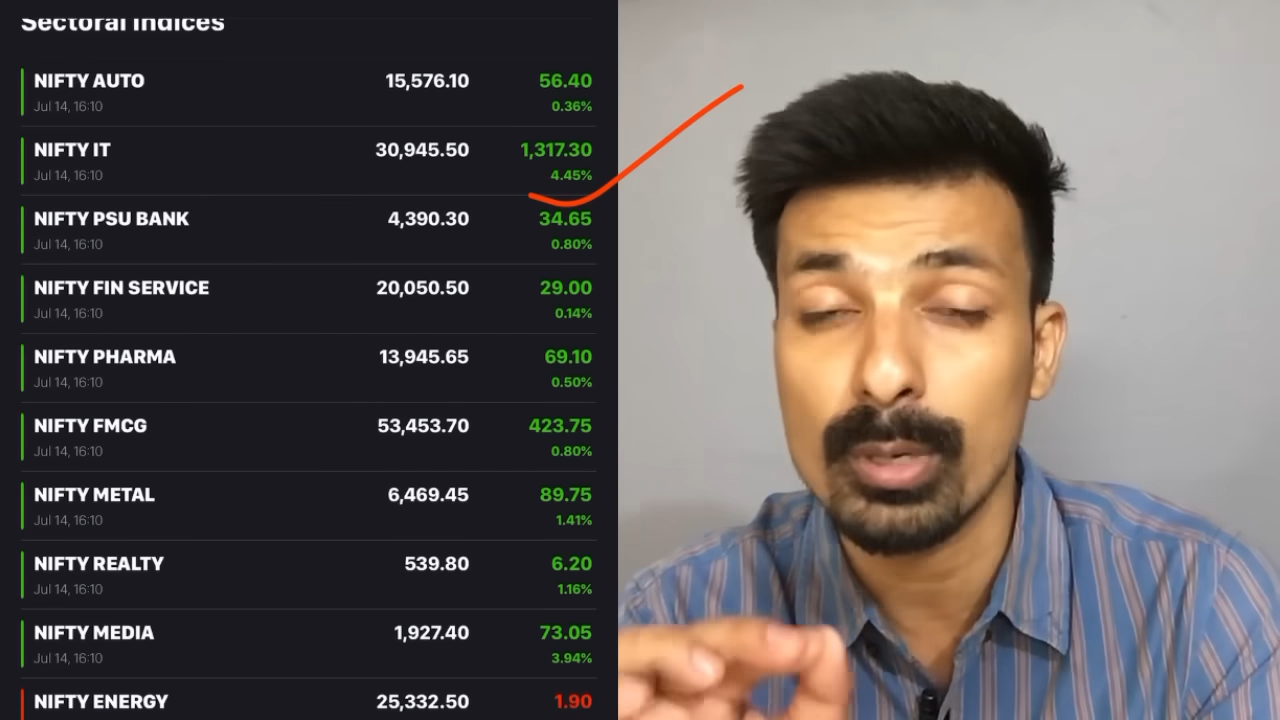 Sectoral Indices
NIFTY AUTO 15,576.10 56.40
Jul 14, 16:10 0.36%
NIFTY IT 30,945.50 1,317.30
Jul 14, 16:10 4.45%
NIFTY PSU BANK 4,390.30 34.65
Jul 14, 16:10 0.80%
NIFTY FIN SERVICE 20,050.50 29.00
Jul 14, 16:10 0.14%
NIFTY PHARMA 13,945.65 69.10
Jul 14, 16:10 0.50%
NIFTY FMCG 53,453.70 423.75
Jul 14, 16:10 0.80%
NIFTY METAL 6,469.45 89.75
Jul 14, 16:10 1.41%
NIFTY REALTY 539.80 6.20
Jul 14, 16:10 1.16%
NIFTY MEDIA 1,927.40 73.05
Jul 14, 16:10 3.94%
NIFTY ENERGY 25,332.50 1.90